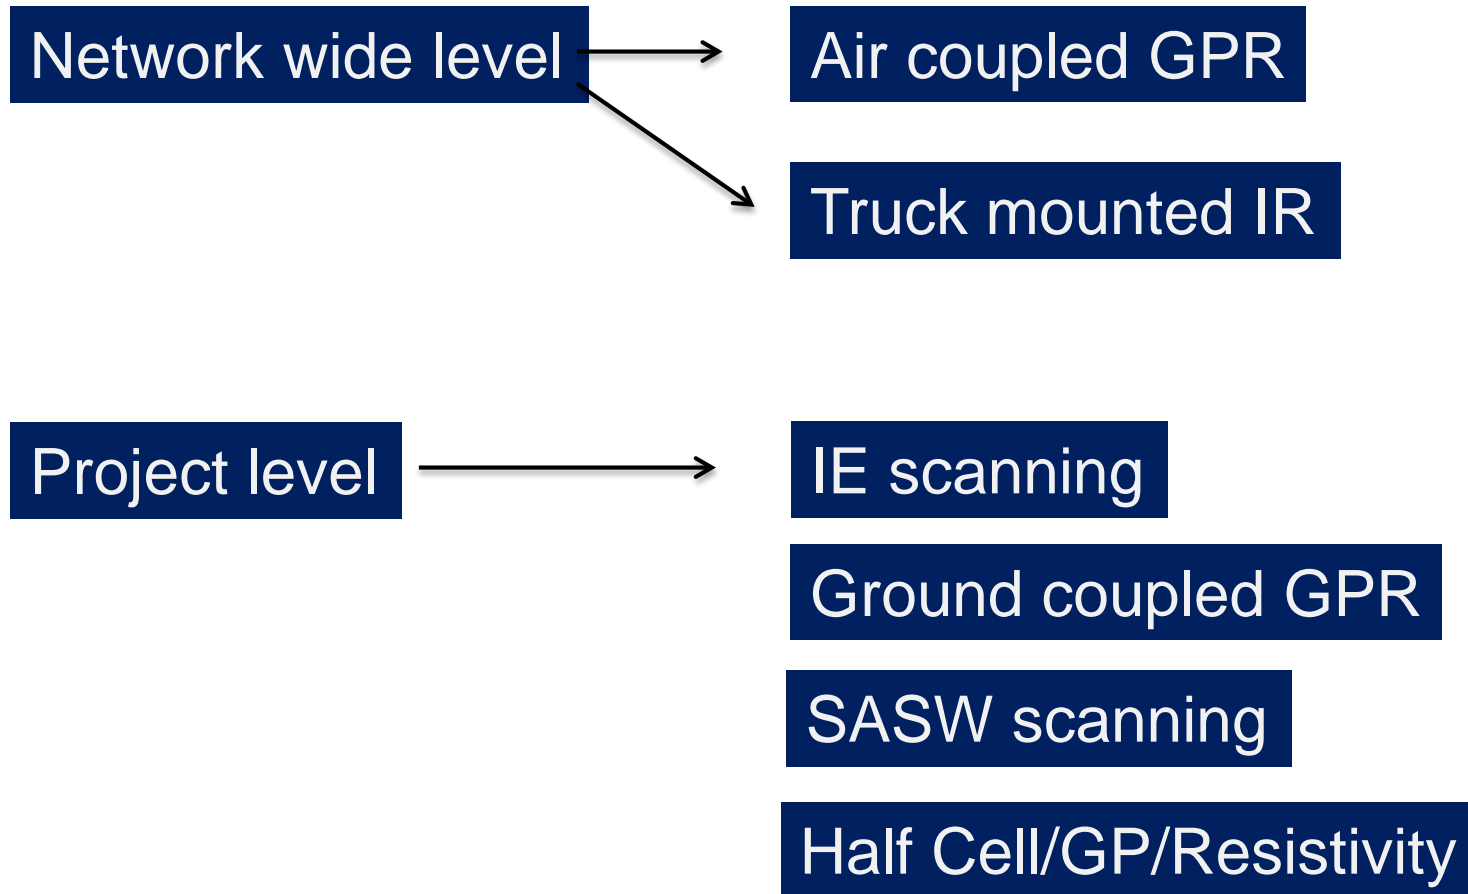 Network wide level
Air coupled GPR
Truck mounted IR
Project level
IE scanning
Ground coupled GPR
SASW scanning
Half Cell/GP/Resistivity